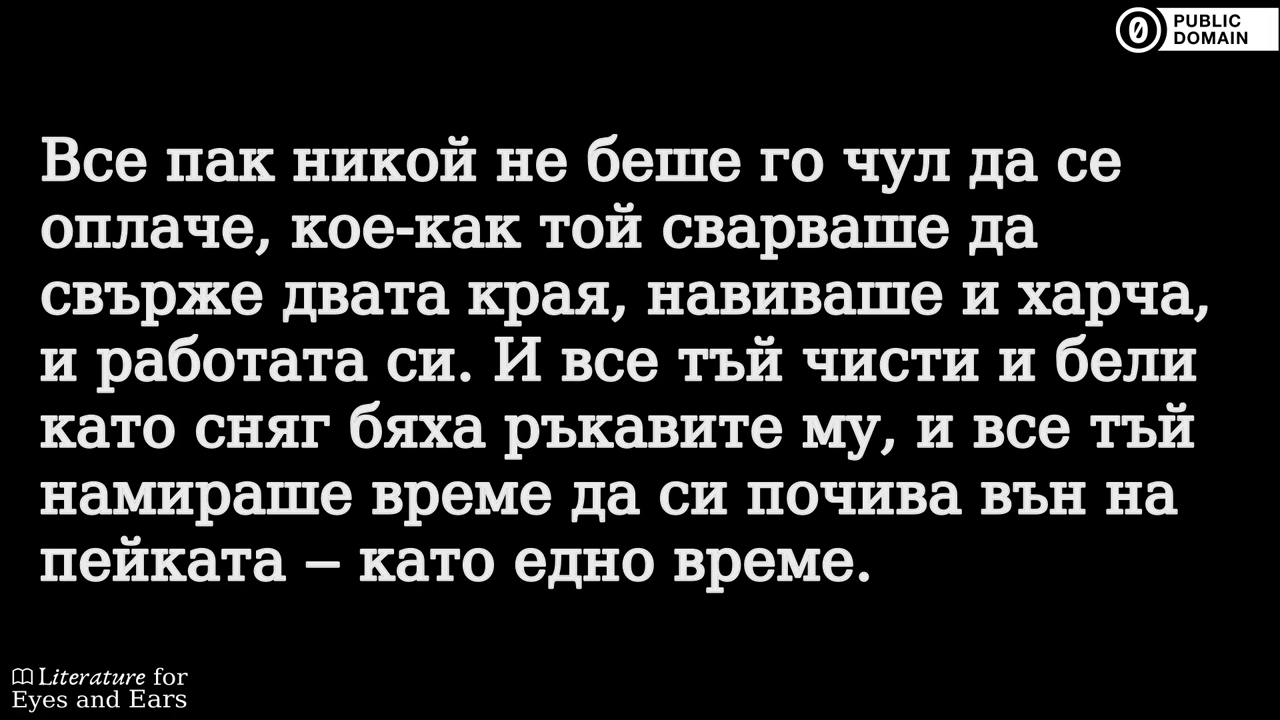 PUBLIC
DOMAIN
Все пак никой не беше го чул да се
оплаче, кое-как той сварваше да
свърже двата края, навиваше и харча,
и работата си. И все тъй чисти и бели
като сняг бяха ръкавите му, и все тъй
намираше време да си почива вън на
пейката – като едно време.
Literature for
Eyes and Ears